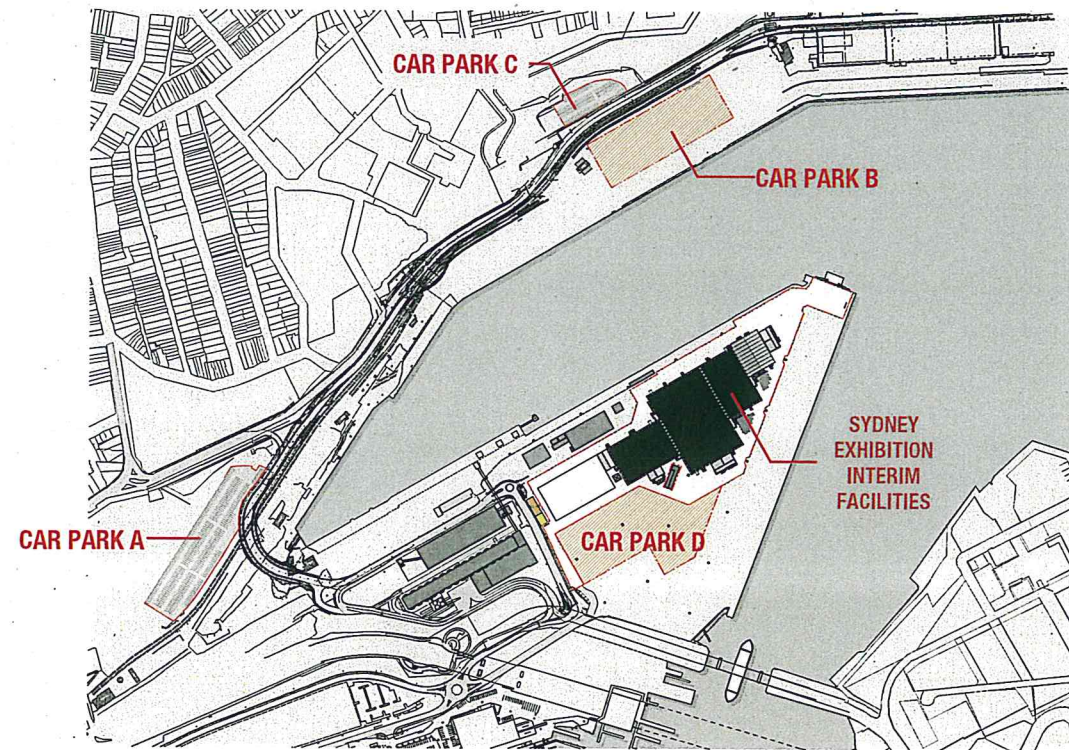 CAR PARK C
CAR PARK B
SYDNEY
EXHIBITION
INTERIM
FACILITIES
CAR PARK A
CAR PARK D